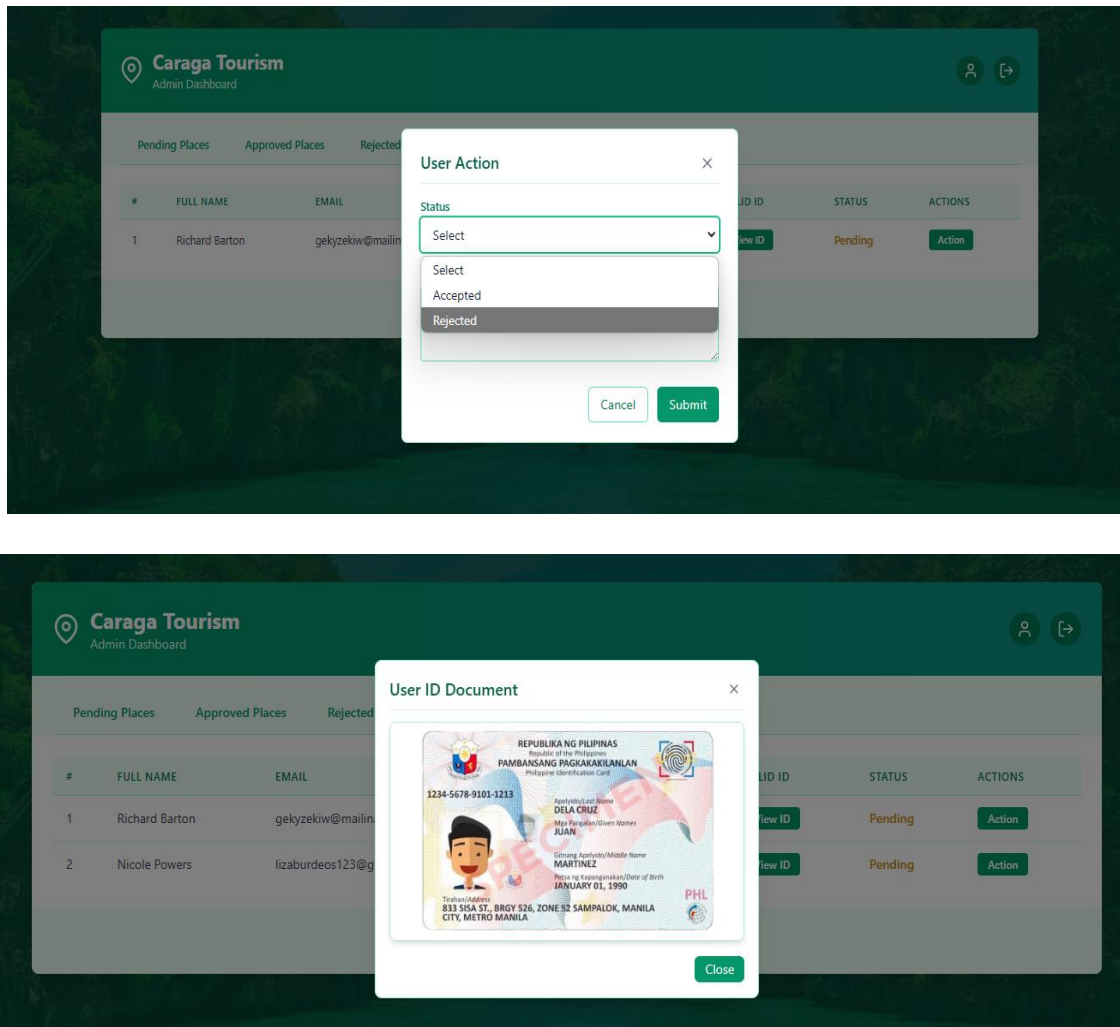 Caraga Tourism
Admin Dashboard
Pending Places Approved Places Rejected
# FULL NAME EMAIL LID ID STATUS ACTIONS
1 Richard Barton gekyzekiw@mailin iew ID Pending Action
User Action
Status
Select
Select
Accepted
Rejected
Cancel Submit
Caraga Tourism
Admin Dashboard
Pending Places Approved Places Rejected
# FULL NAME EMAIL LID ID STATUS ACTIONS
1 Richard Barton gekyzekiw@mailin View ID Pending Action
2 Nicole Powers lizaburdeos123@g View ID Pending Action
User ID Document
REPUBLIKA NG PILIPINAS
Republic of the Philippines
PAMBANSANG PAGKAKAKILANLAN
Philippine Identification Card
1234-5678-9101-1213
Apelyido/Last Name
DELA CRUZ
Mga Pangalan/Given Names
JUAN
Gitnang Apelyido/Middle Name
MARTINEZ
Petsa ng Kapanganakan/Date of Birth
JANUARY 01, 1990
Tirahan/Address
833 SISA ST., BRGY 526, ZONE 52 SAMPALOK, MANILA
CITY, METRO MANILA
PHL
SPECIMEN
Close